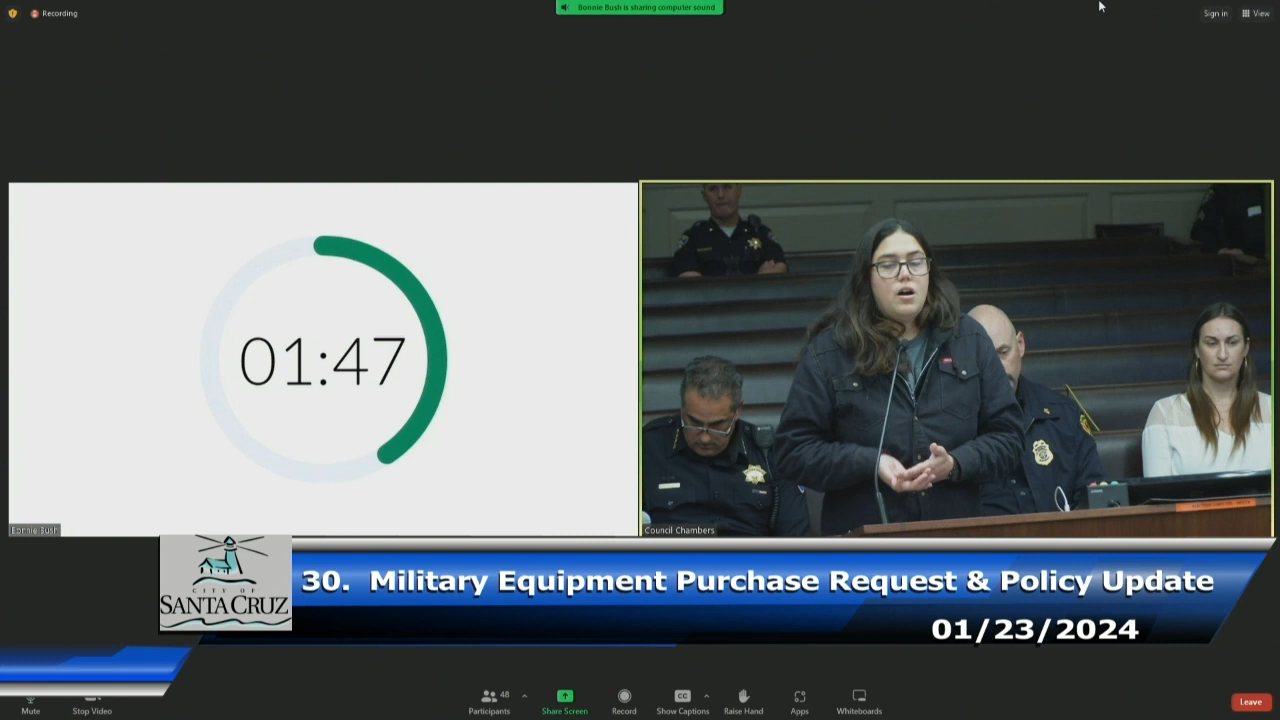 Bonnie Bush is sharing computer sound
Recording
Sign in
View
01:47
Bonnie Bush
Council Chambers
CITY OF
SANTA CRUZ
30. Military Equipment Purchase Request & Policy Update
01/23/2024
Mute
Stop Video
Participants
48
Share Screen
Record
CC
Show Captions
Raise Hand
Apps
Whiteboards
Leave